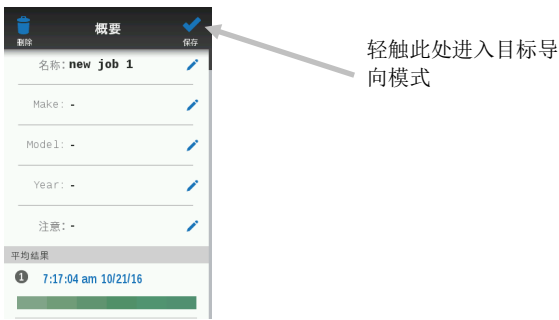 概要
删除
保存
名称: new job 1
Make: -
Model: -
Year: -
注意: -
平均结果
1 7:17:04 am 10/21/16
轻触此处进入目标导
向模式